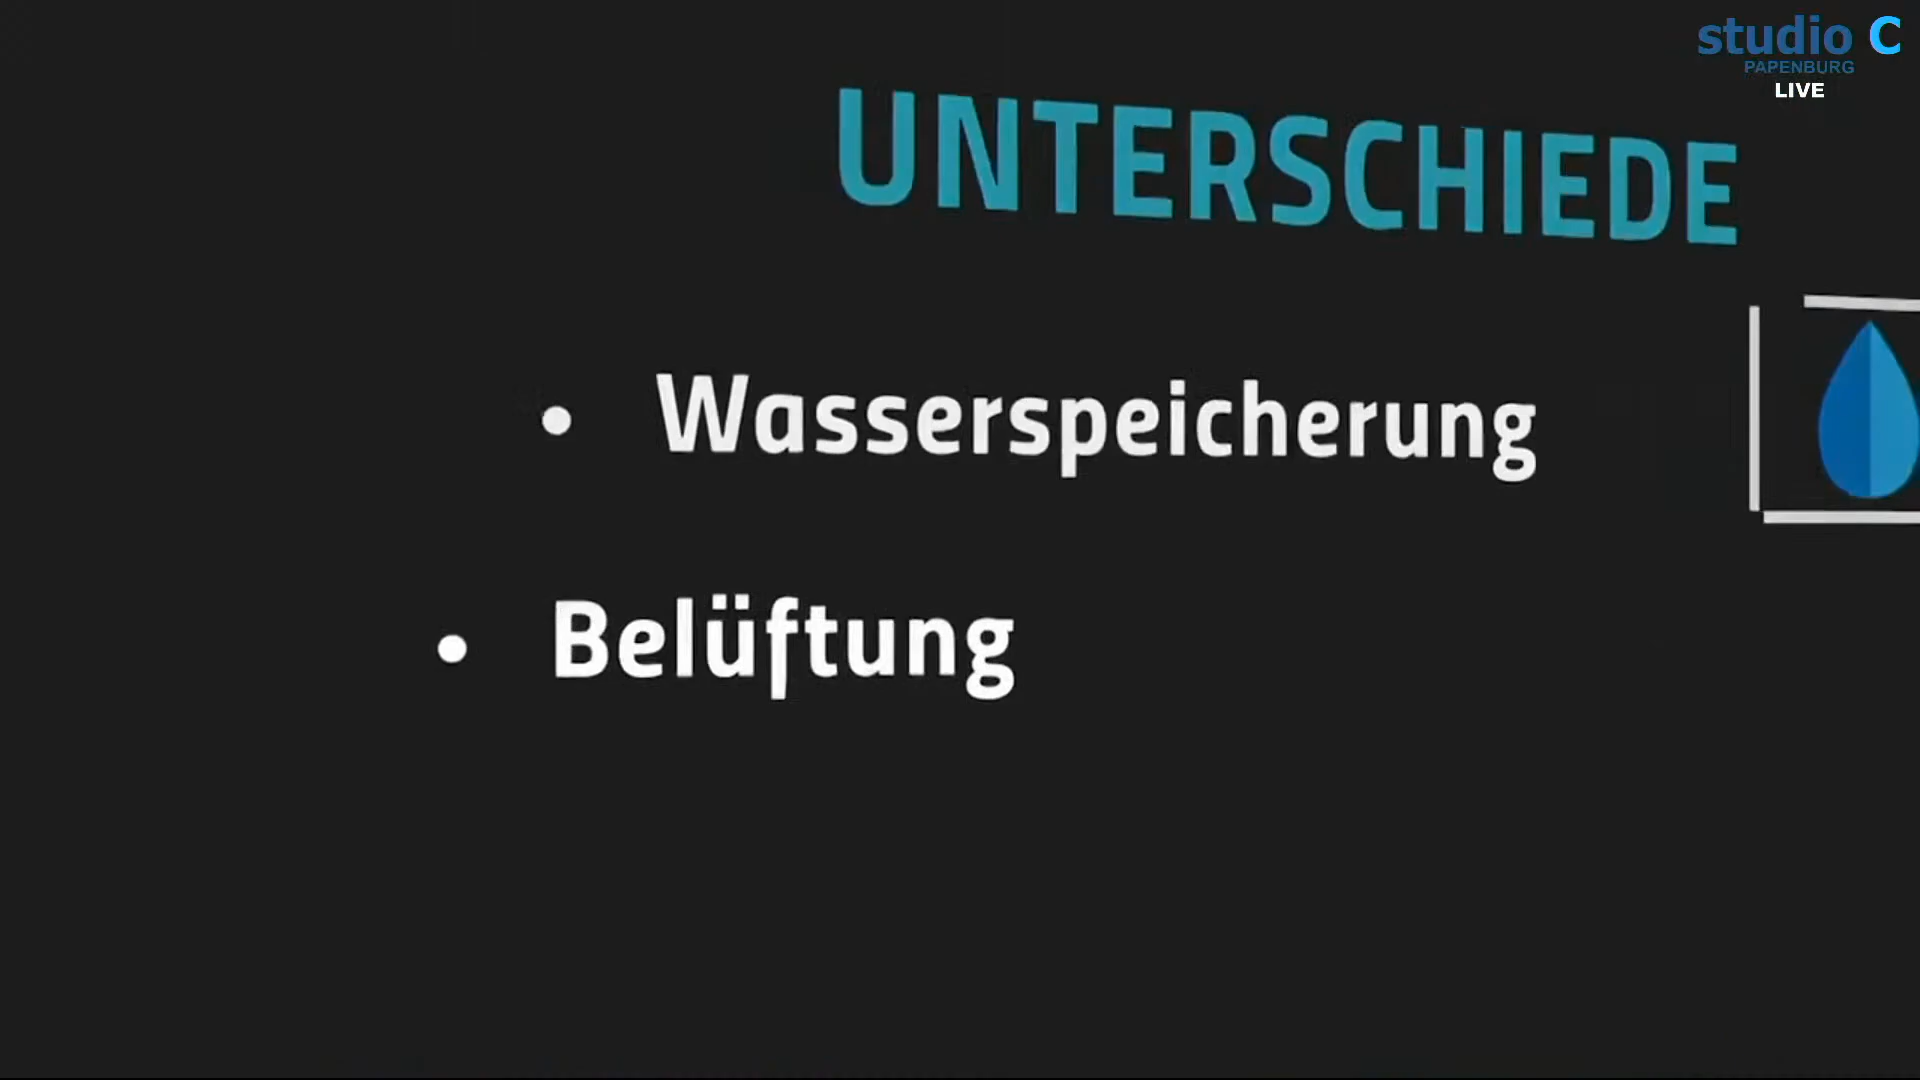 studio C
PAPENBURG
LIVE
UNTERSCHIEDE
• Wasserspeicherung
• Belüftung